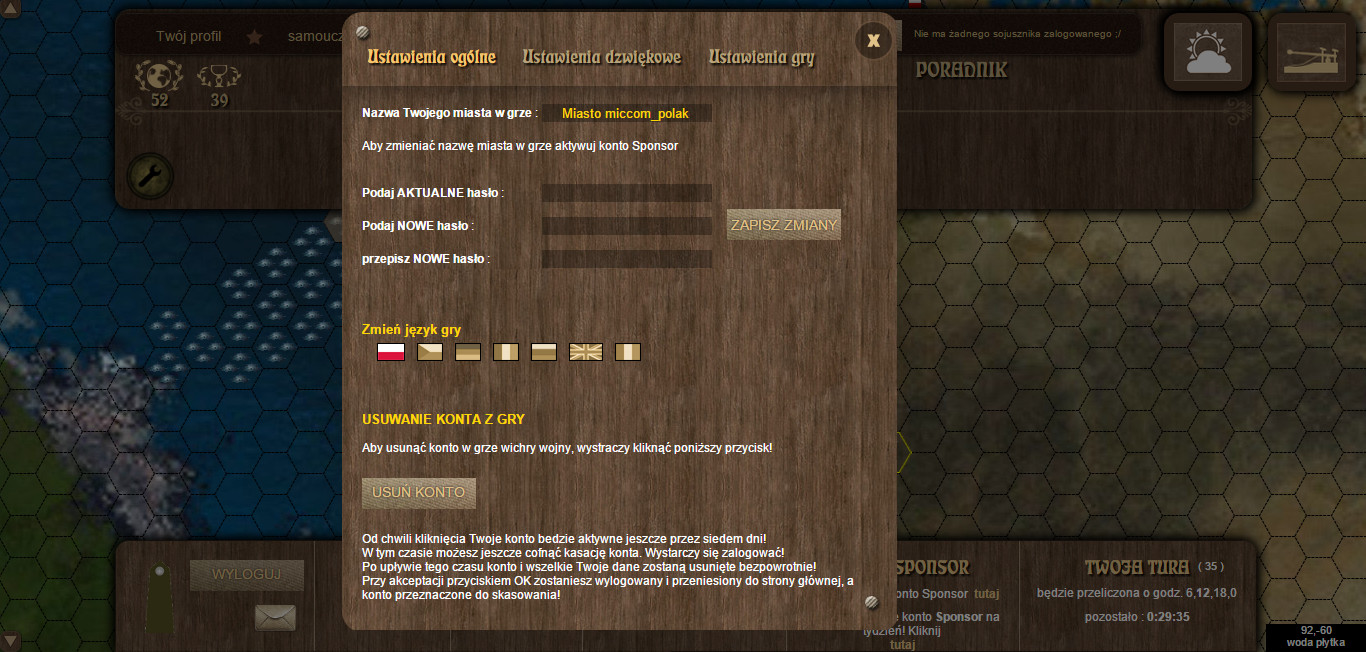 Twój profil
samoucz
52
39
Nie ma żadnego sojusznika zalogowanego :/
PORADNIK
X
Ustawienia ogólne Ustawienia dzwiękowe Ustawienia gry
Nazwa Twojego miasta w grze : Miasto miccom_polak
Aby zmieniać nazwę miasta w grze aktywuj konto Sponsor
Podaj AKTUALNE hasło :
Podaj NOWE hasło :
ZAPISZ ZMIANY
przepisz NOWE hasło :
Zmień język gry
USUWANIE KONTA Z GRY
Aby usunąć konto w grze wichry wojny, wystraczy kliknąć poniższy przycisk!
USUŃ KONTO
Od chwili kliknięcia Twoje konto bedzie aktywne jeszcze przez siedem dni!
W tym czasie możesz jeszcze cofnąć kasację konta. Wystarczy się zalogować!
Po upływie tego czasu konto i wszelkie Twoje dane zostaną usunięte bezpowrotnie!
Przy akceptacji przyciskiem OK zostaniesz wylogowany i przeniesiony do strony głównej, a
konto przeznaczone do skasowania!
WYLOGUJ
SPONSOR
onto Sponsor tutaj
e konto Sponsor na
tydzień! Kliknij
tutaj
TWOJA TURA ( 35 )
będzie przeliczona o godz. 6,12,18,0
pozostało : 0:29:35
92,-60
woda płytka